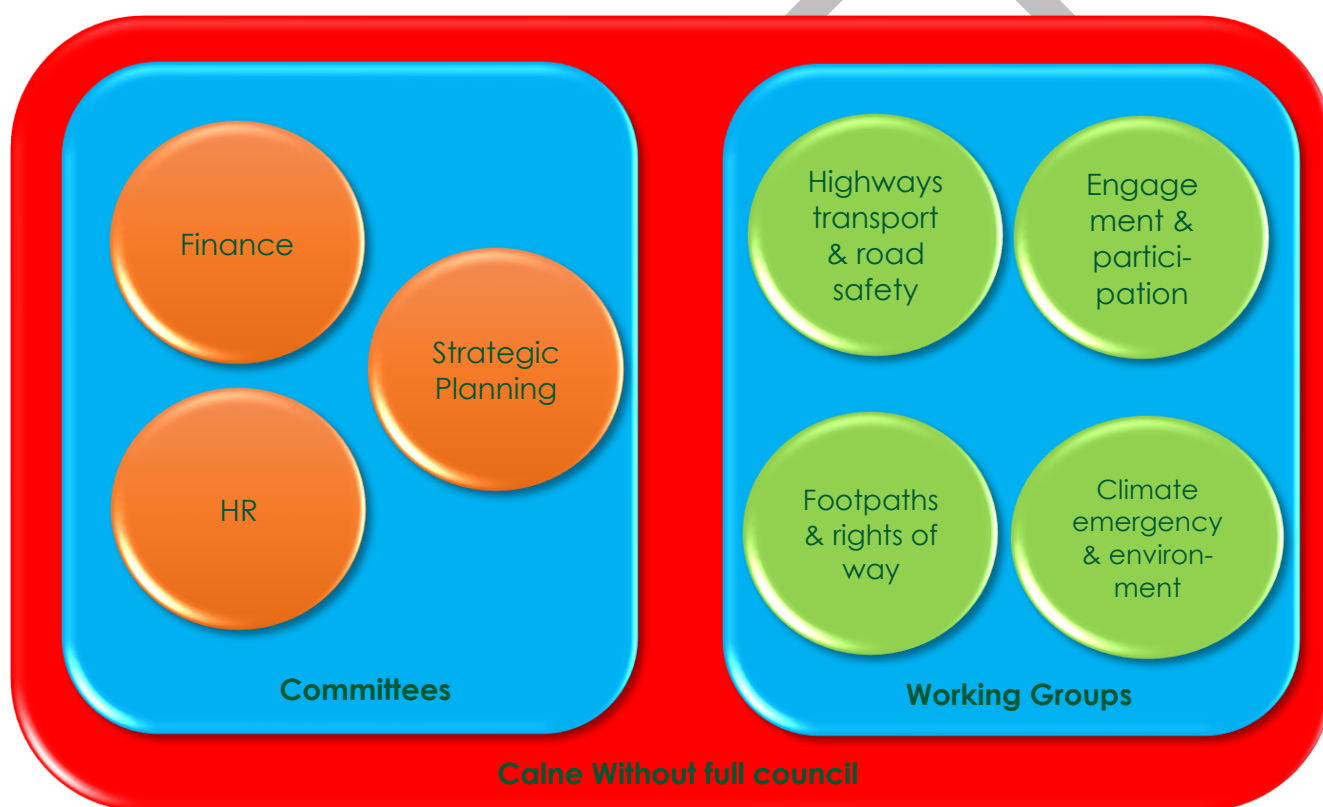 Finance
Strategic
Planning
HR
Committees
Highways
transport
& road
safety
Engage
ment &
partici-
pation
Footpaths
& rights of
way
Climate
emergency
& environ-
ment
Working Groups
Calne Without full council